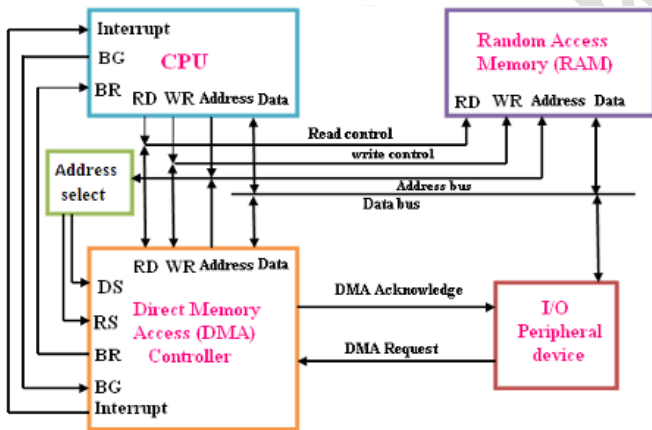 Interrupt
BG
BR
CPU
RD WR Address Data
Random Access
Memory (RAM)
RD WR Address Data
Read control
write control
Address bus
Data bus
Address
select
RD WR Address Data
DS
RS
BR
BG
Interrupt
Direct Memory
Access (DMA)
Controller
DMA Acknowledge
DMA Request
I/O
Peripheral
device